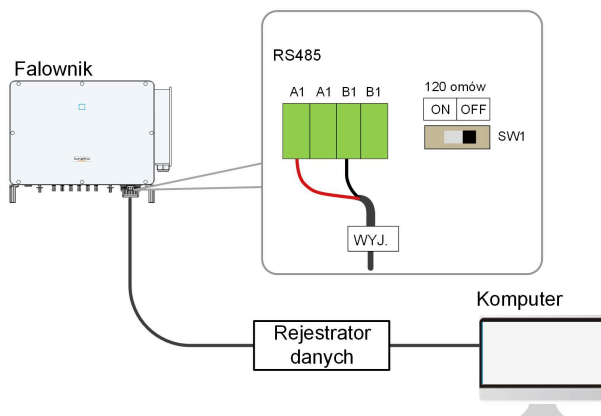 Falownik
RS485
A1 A1 B1 B1
120 omów
ON OFF
SW1
WYJ.
Komputer
Rejestrator
danych